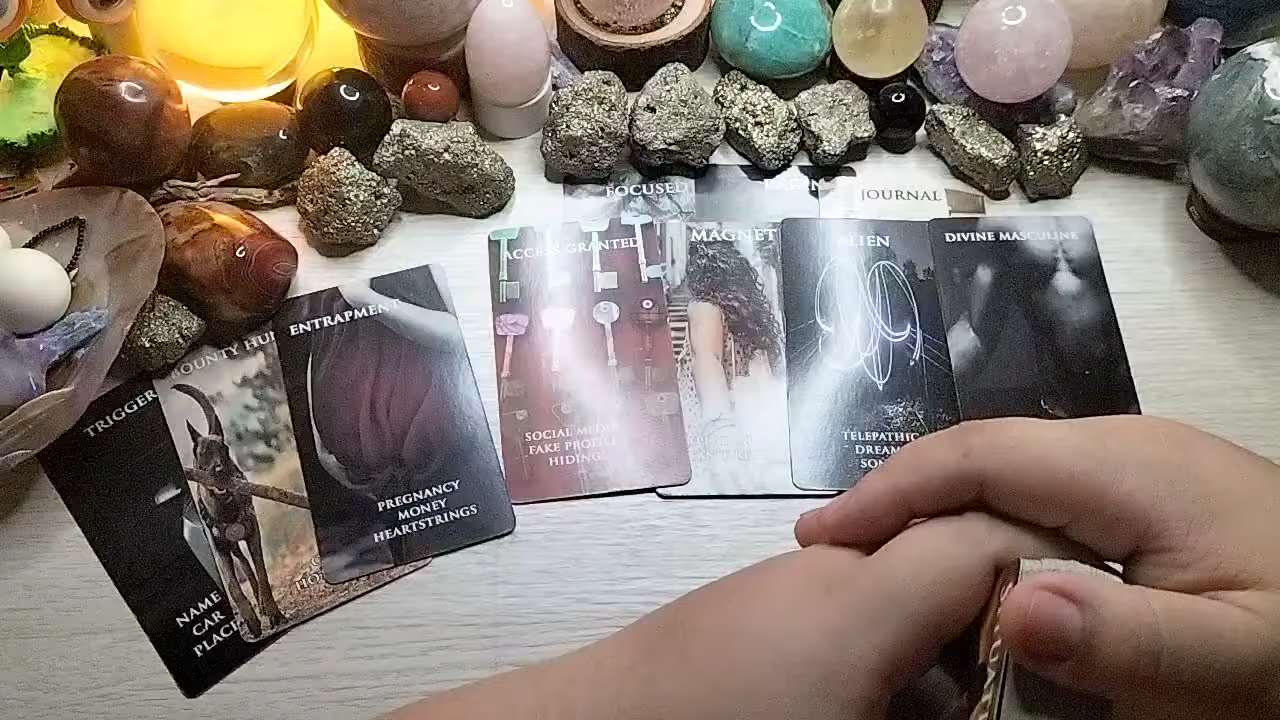 FOCUSED
JOURNAL
ACCESS GRANTED
SOCIAL MEDIA
FAKE PROFILE
HIDING
MAGNET
TELEPATHIC
DREAM
DIVINE MASCULINE
ENTRAPMENT
PREGNANCY
MONEY
HEARTSTRINGS
TRIGGER
NAME
CAR
PLACE